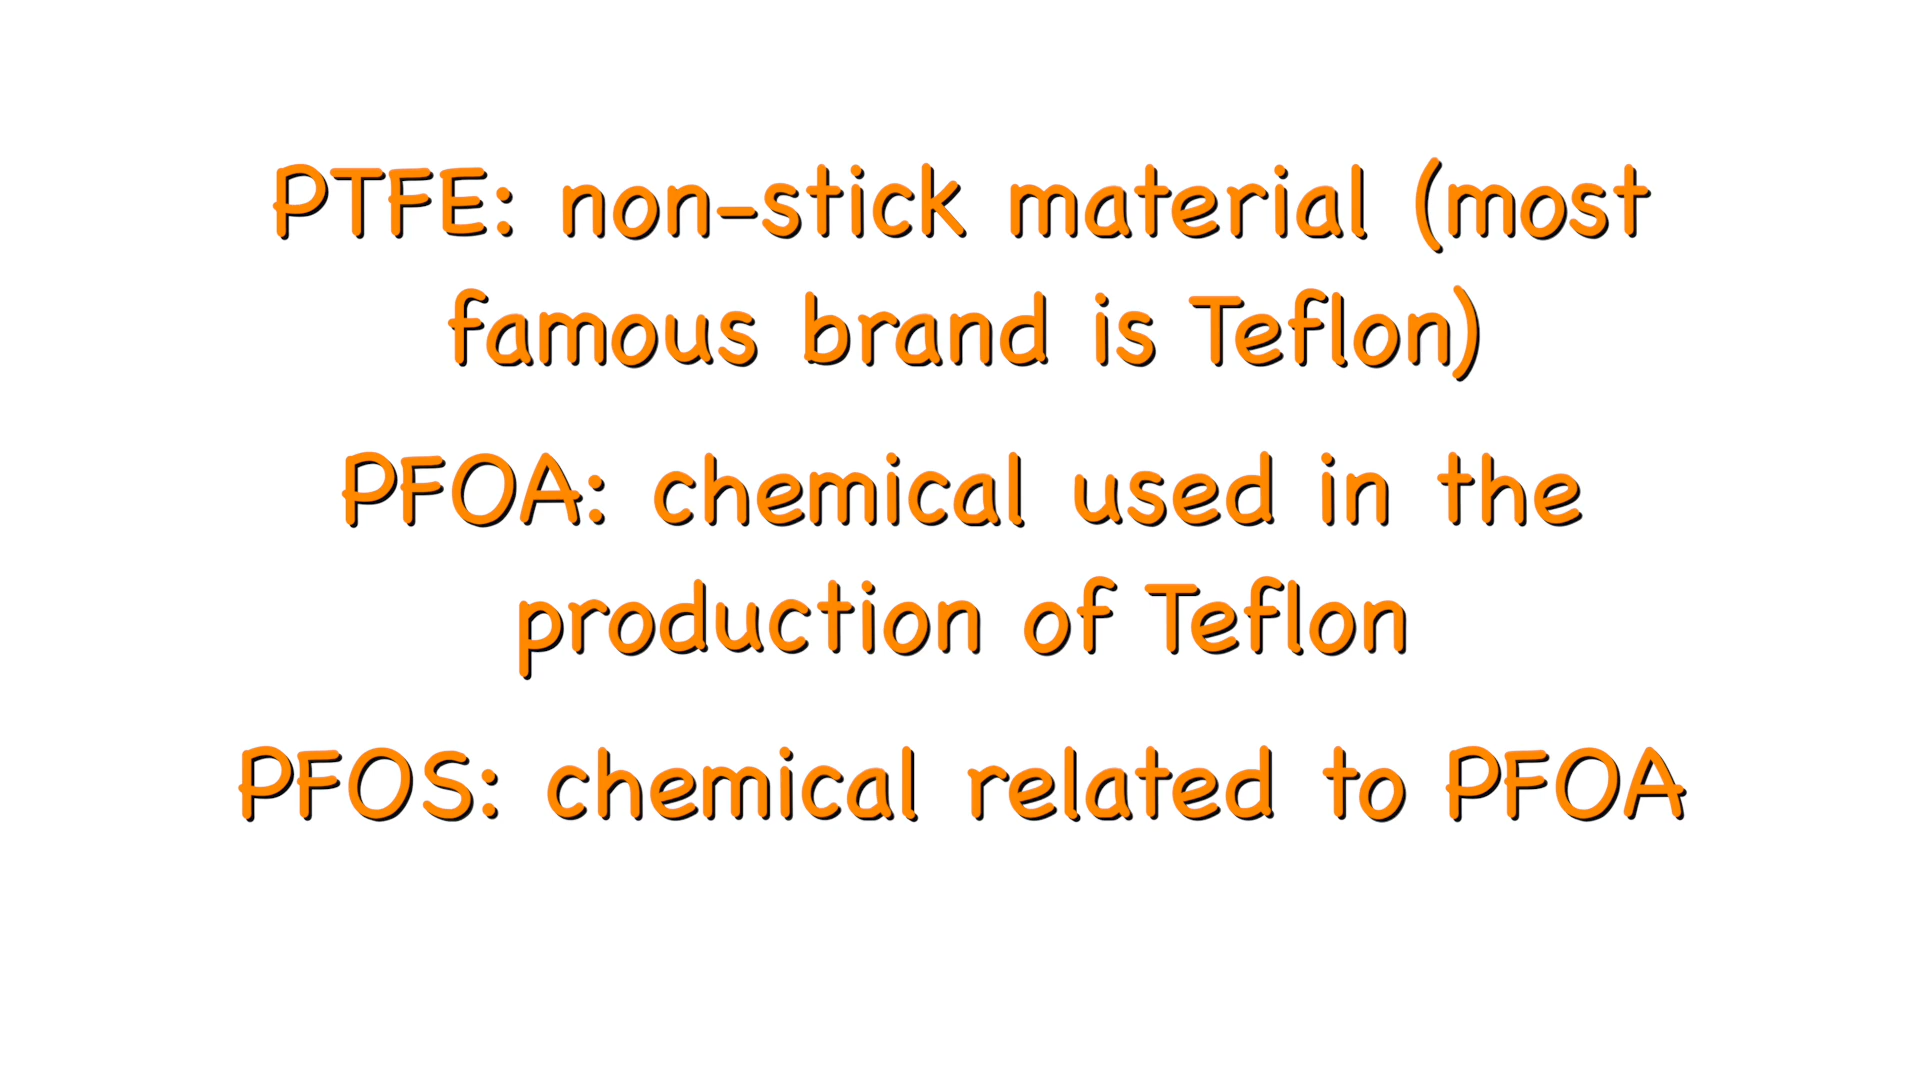 PTFE: non-stick material (most
famous brand is Teflon)
PFOA: chemical used in the
production of Teflon
PFOS: chemical related to PFOA